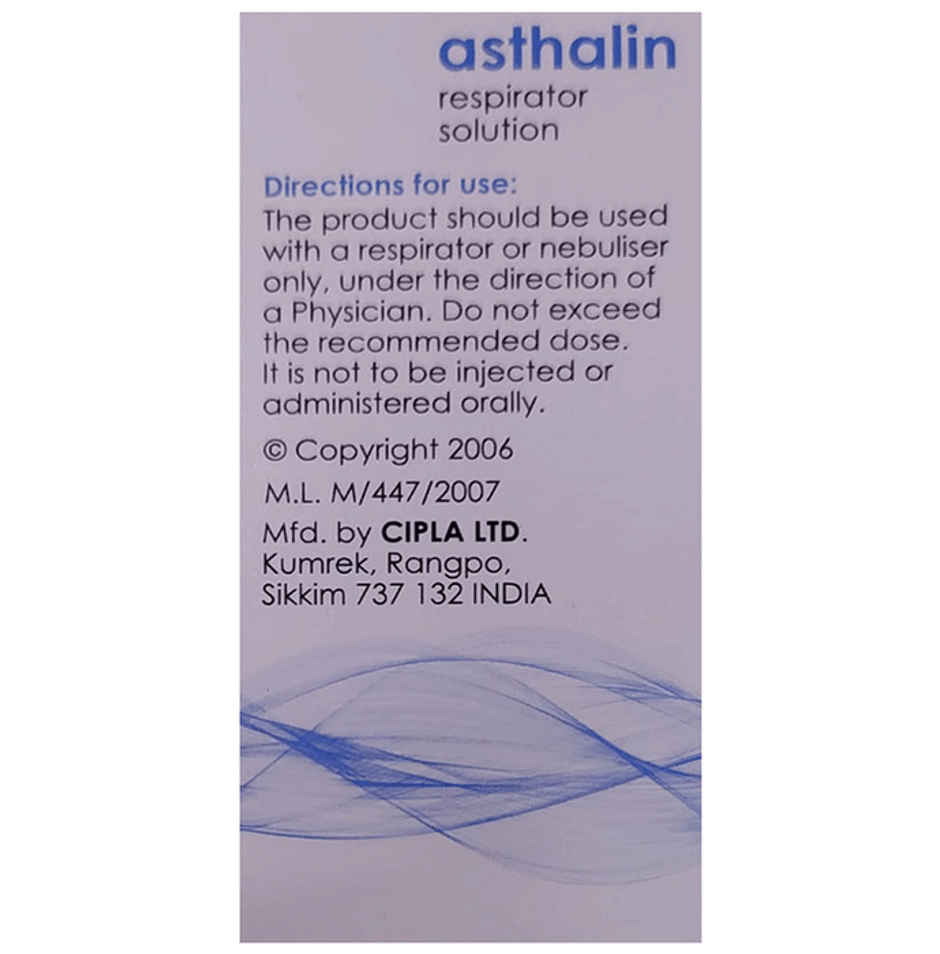 asthalin
respirator
solution
Directions for use:
The product should be used
with a respirator or nebuliser
only, under the direction of
a Physician. Do not exceed
the recommended dose.
It is not to be injected or
administered orally.
© Copyright 2006
M.L. M/447/2007
Mfd. by CIPLA LTD.
Kumrek, Rangpo,
Sikkim 737 132 INDIA